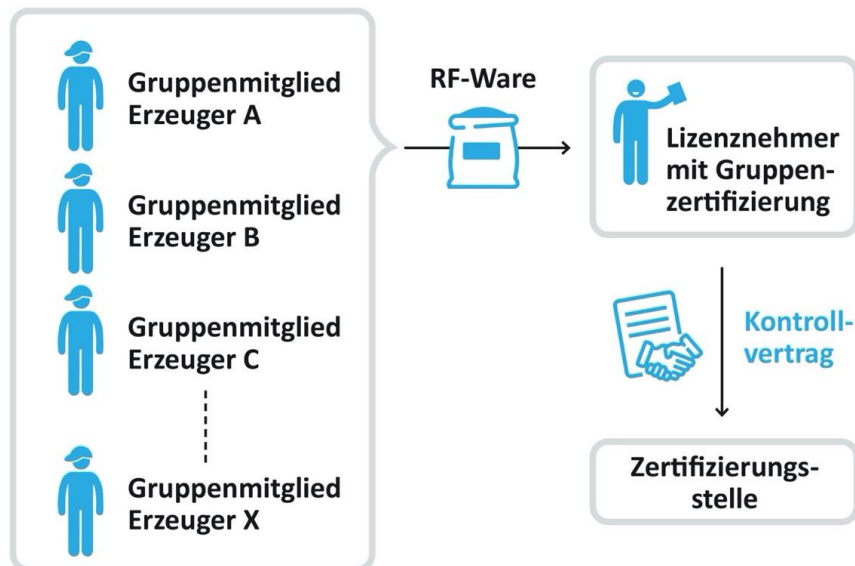 Gruppenmitglied
Erzeuger A
Gruppenmitglied
Erzeuger B
Gruppenmitglied
Erzeuger C
Gruppenmitglied
Erzeuger X
RF-Ware
Lizenznehmer
mit Gruppen-
zertifizierung
Kontroll-
vertrag
Zertifizierungs-
stelle